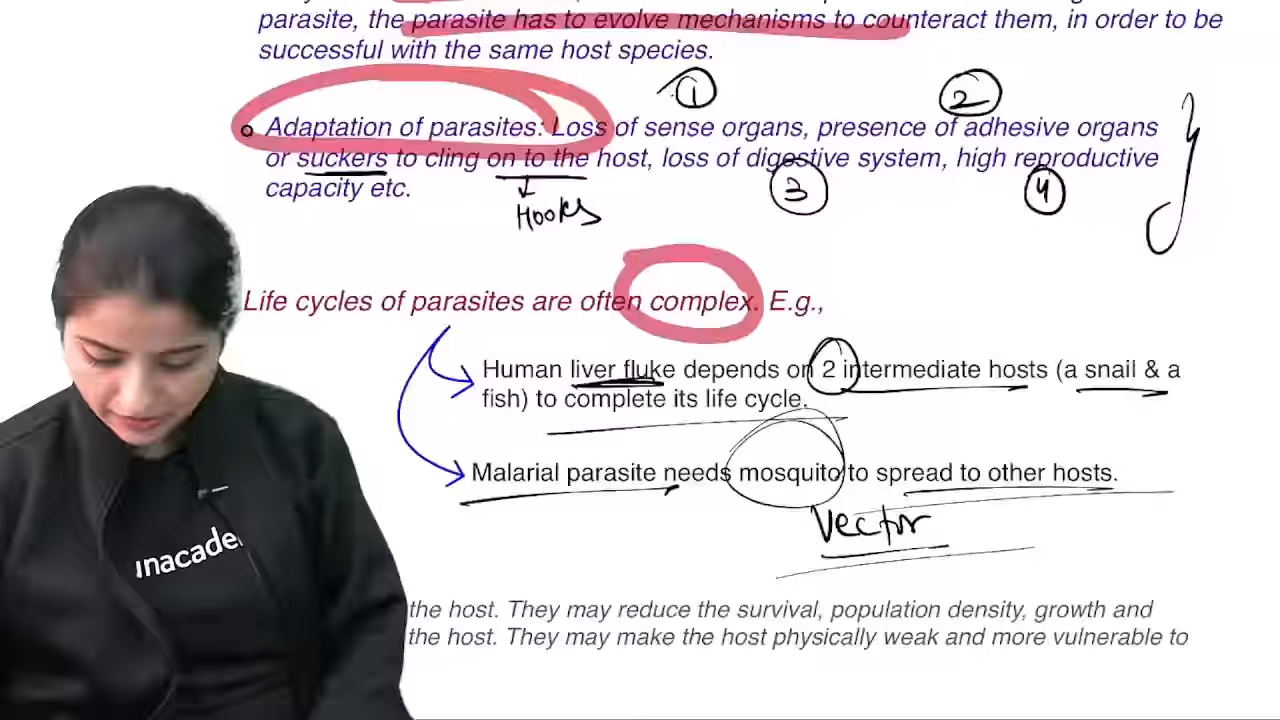 parasite, the parasite has to evolve mechanisms to counteract them, in order to be
successful with the same host species.
1 2
Adaptation of parasites: Loss of sense organs, presence of adhesive organs
or suckers to cling on to the host, loss of digestive system, high reproductive
capacity etc.
3 4
Hooks
Life cycles of parasites are often complex. E.g.,
Human liver fluke depends on 2 intermediate hosts (a snail & a
fish) to complete its life cycle.
Malarial parasite needs mosquito to spread to other hosts.
Vector
unacade
the host. They may reduce the survival, population density, growth and
the host. They may make the host physically weak and more vulnerable to